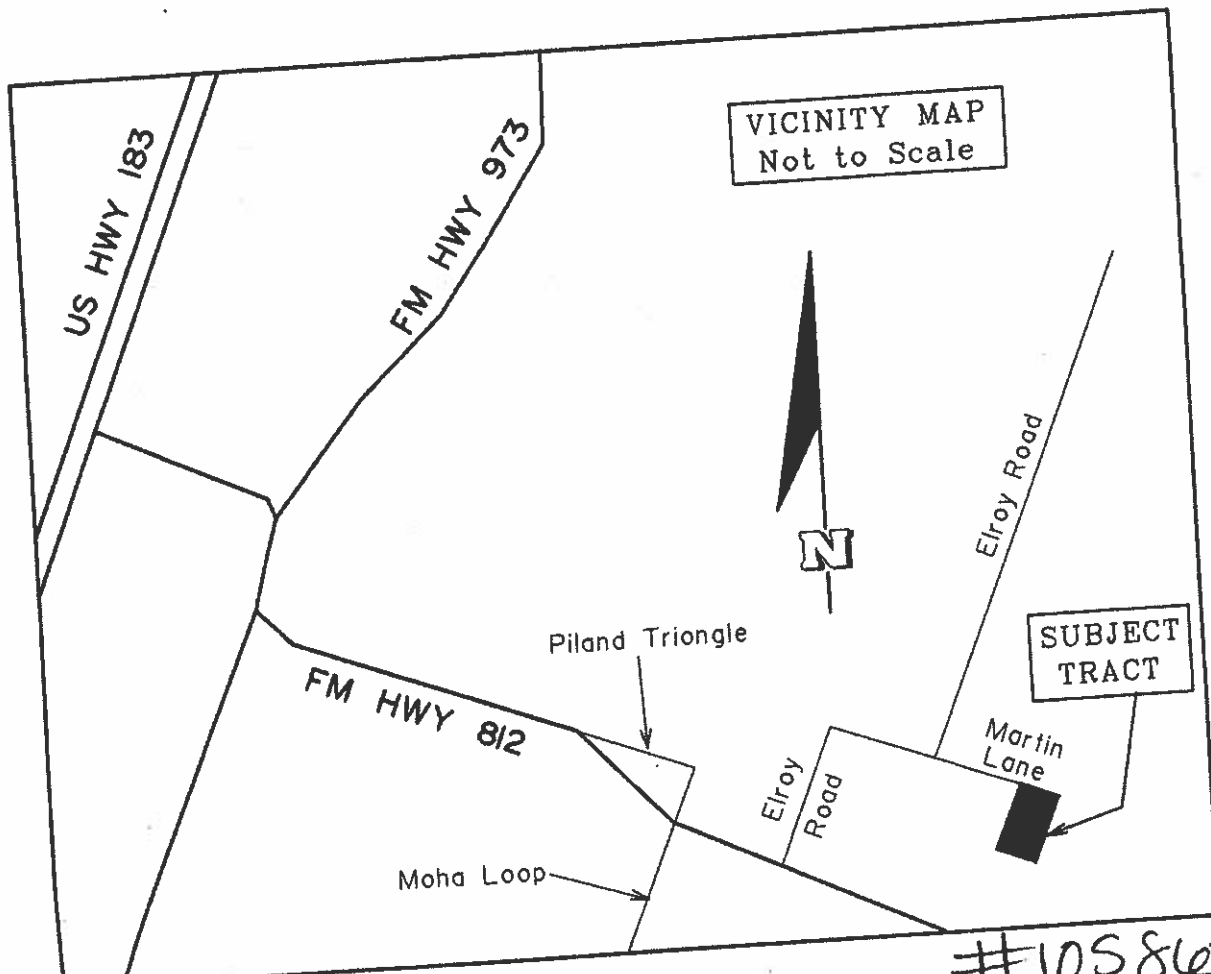 VICINITY MAP
Not to Scale
US HWY 183
FM HWY 973
Elroy Road
N
SUBJECT
TRACT
Piland Triongle
FM HWY 812
Martin
Lane
Elroy
Road
Moha Loop
#10586